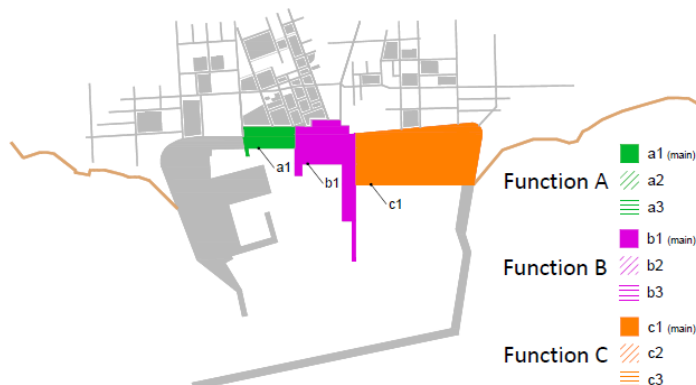 a1
b1
c1
Function A
a1 (main)
a2
a3
Function B
b1 (main)
b2
b3
Function C
c1 (main)
c2
c3